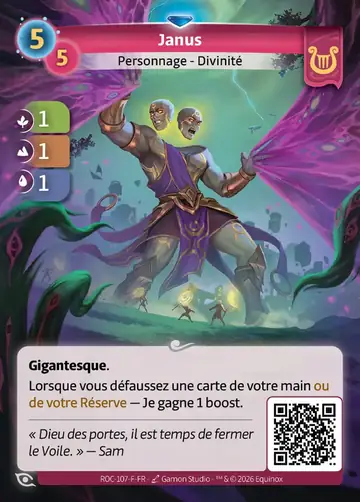 5
5
Janus
Personnage - Divinité
1
1
1
Gigantesque.
Lorsque vous défaussez une carte de votre main ou
de votre Réserve — Je gagne 1 boost.
« Dieu des portes, il est temps de fermer
le Voile. » — Sam
ROC-107-F-FR - Gamon Studio - ™ & © 2026 Equinox